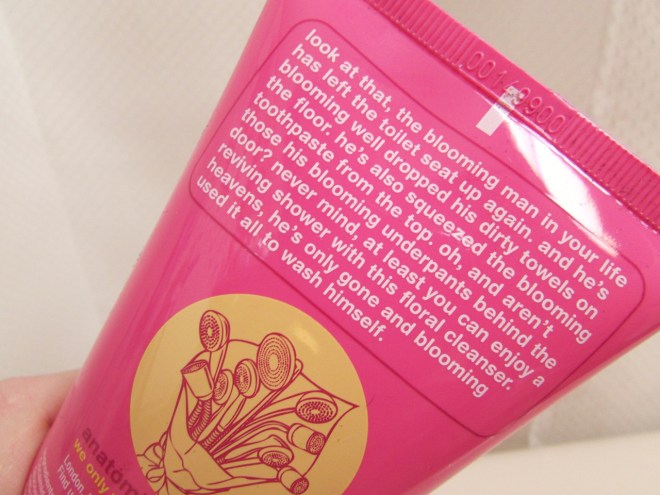 look at that, the blooming man in your life
has left the toilet seat up again. and he's
blooming well dropped his dirty towels on
the floor. he's also squeezed the blooming
toothpaste from the top. oh, and aren't
those his blooming underpants behind the
door? never mind, at least you can enjoy a
reviving shower with this floral cleanser.
heavens, he's only gone and blooming
used it all to wash himself.
we only
London,